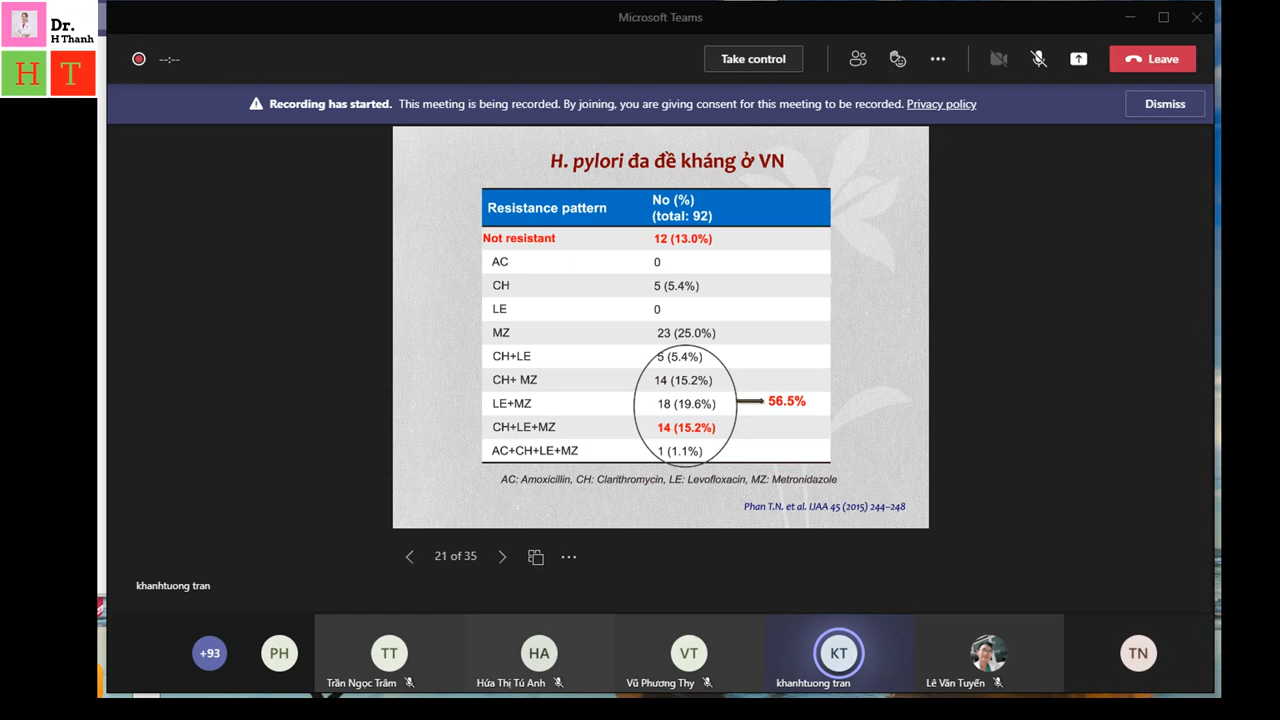 Dr.
H Thanh
H T
Microsoft Teams
--:--
Take control
Leave
Recording has started. This meeting is being recorded. By joining, you are giving consent for this meeting to be recorded. Privacy policy
Dismiss
H. pylori đa đề kháng ở VN
Resistance pattern
No (%)
(total: 92)
Not resistant 12 (13.0%)
AC 0
CH 5 (5.4%)
LE 0
MZ 23 (25.0%)
CH+LE 5 (5.4%)
CH+ MZ 14 (15.2%)
LE+MZ 18 (19.6%)
56.5%
CH+LE+MZ 14 (15.2%)
AC+CH+LE+MZ 1 (1.1%)
AC: Amoxicillin, CH: Clarithromycin, LE: Levofloxacin, MZ: Metronidazole
Phan T.N. et al. IJAA 45 (2015) 244-248
21 of 35
khanhtuong tran
+93 PH TT HA VT KT TN
Trần Ngọc Trâm Hứa Thị Tú Anh Vũ Phương Thy khanhtuong tran Lê Văn Tuyến